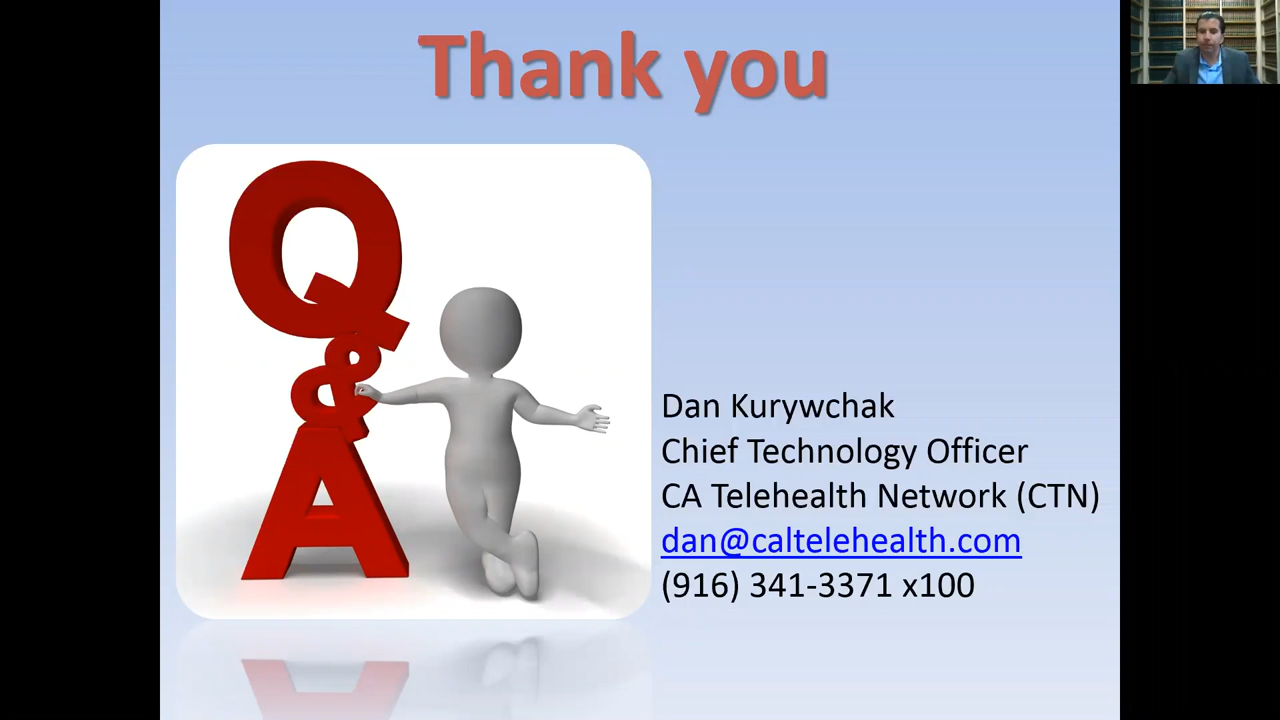 Thank you
Q
&
A
Dan Kurywchak
Chief Technology Officer
CA Telehealth Network (CTN)
dan@caltelehealth.com
(916) 341-3371 x100